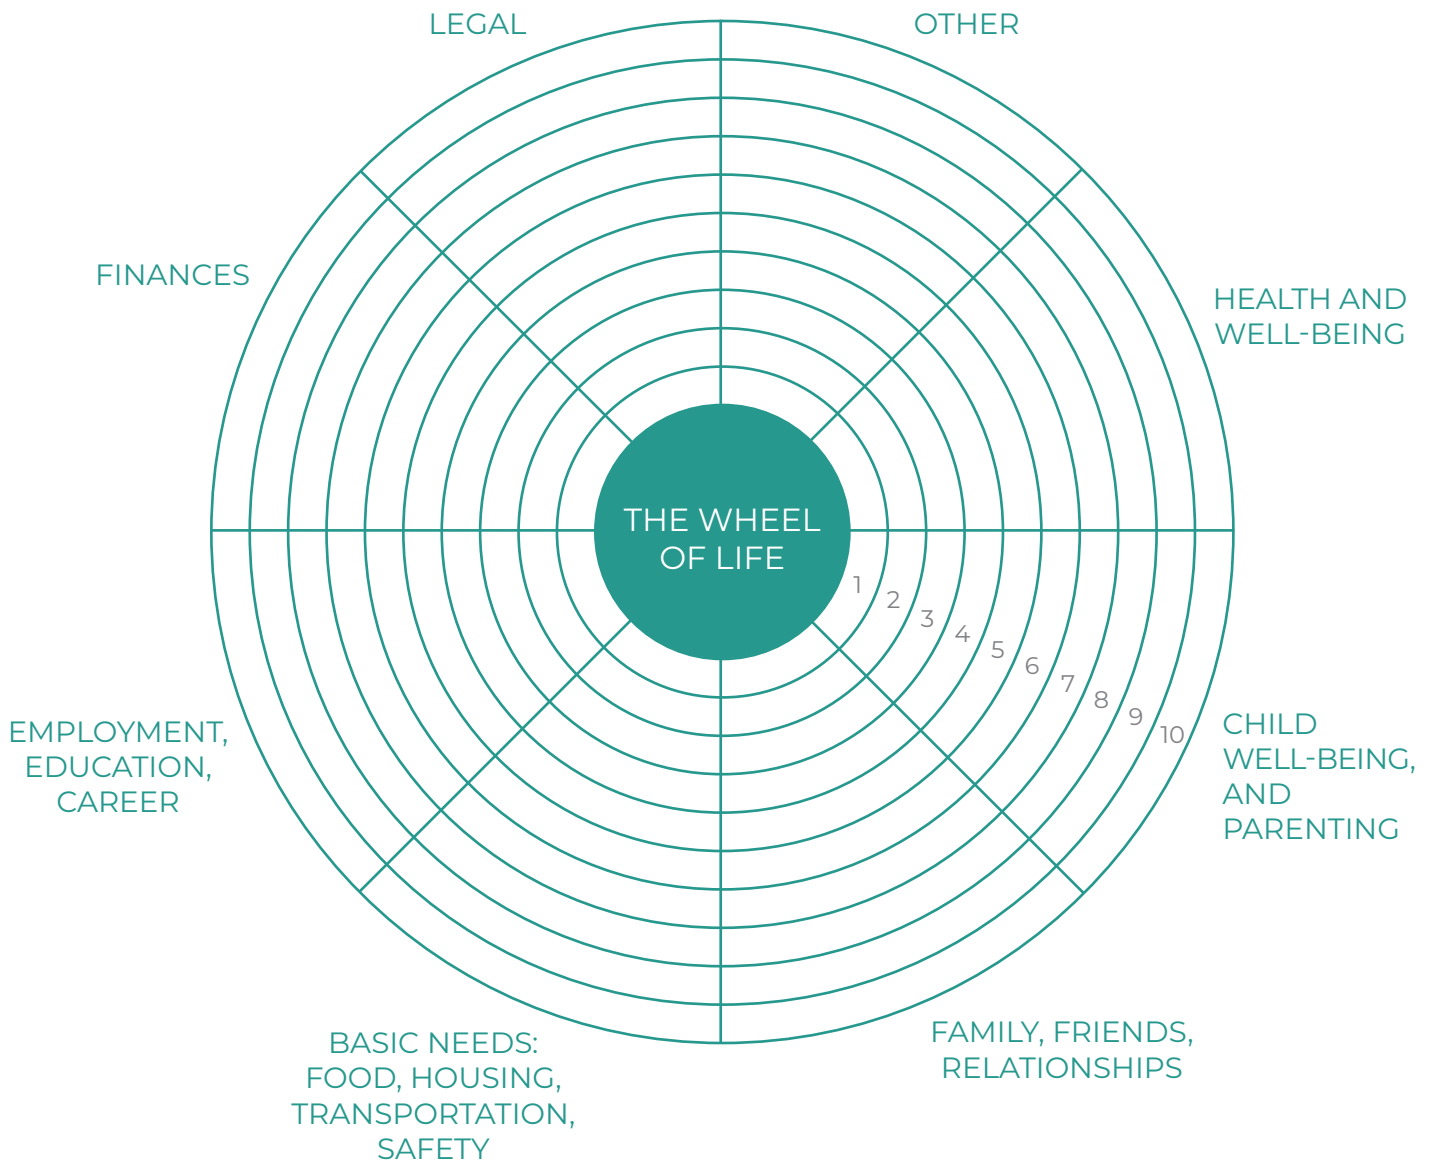 LEGAL
OTHER
FINANCES
HEALTH AND
WELL-BEING
THE WHEEL
OF LIFE
1
2
3
4
5
6
7
8
9
10
EMPLOYMENT,
EDUCATION,
CAREER
CHILD
WELL-BEING,
AND
PARENTING
BASIC NEEDS:
FOOD, HOUSING,
TRANSPORTATION,
SAFETY
FAMILY, FRIENDS,
RELATIONSHIPS